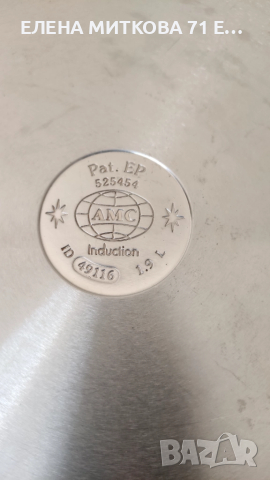 ЕЛЕНА МИТКОВА 71 Е...
Pat. EP
525454
AMC
Induction
ID 49116 1.9 L
BAZAR